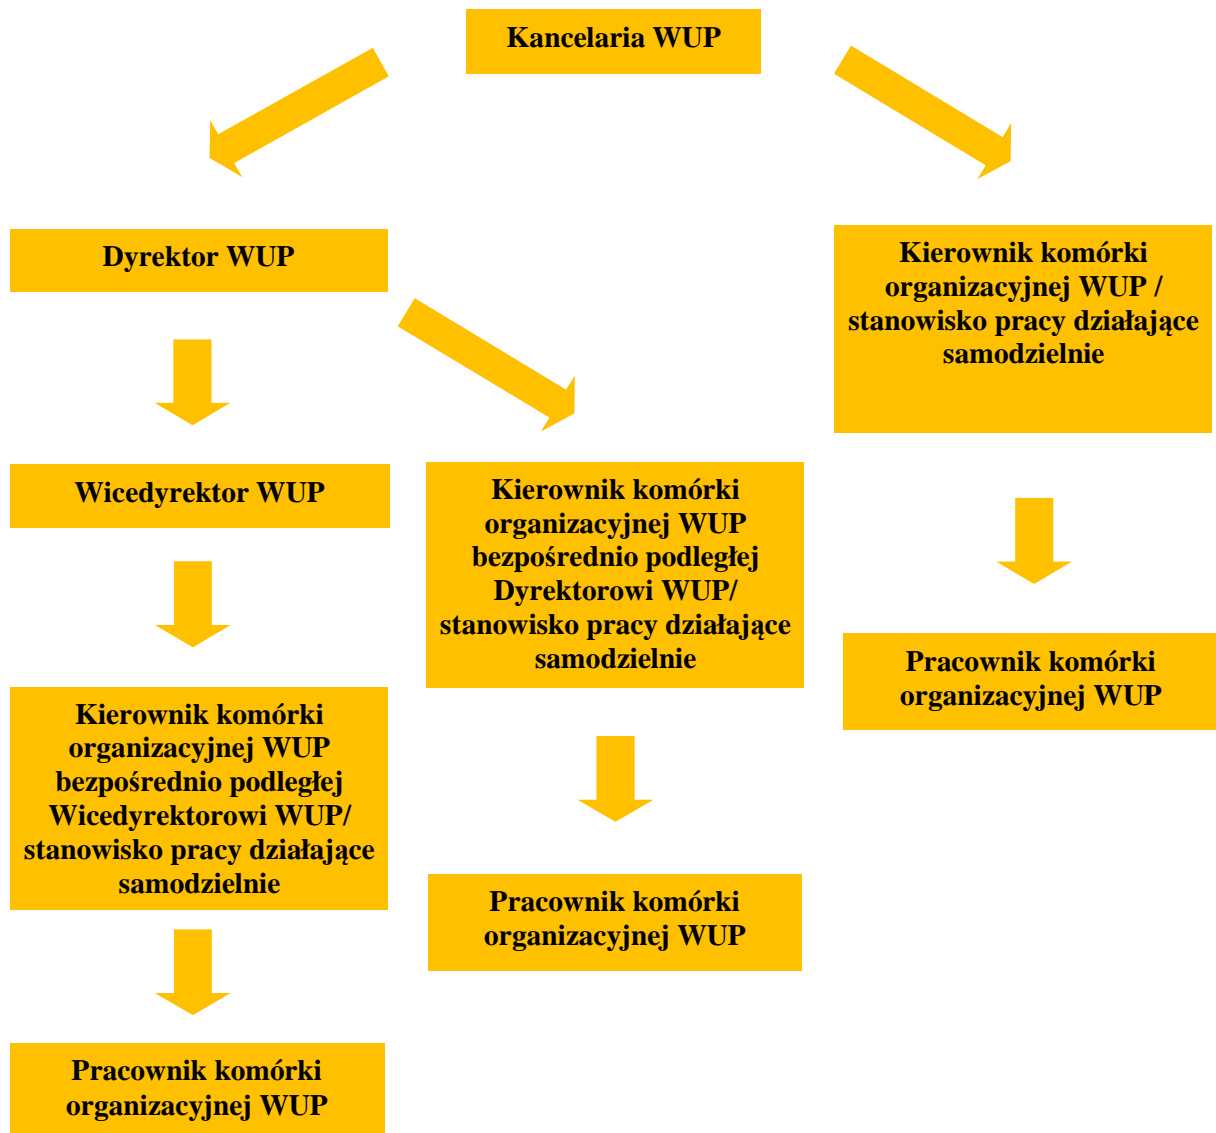 Kancelaria WUP
Dyrektor WUP
Kierownik komórki
organizacyjnej WUP /
stanowisko pracy działające
samodzielnie
Wicedyrektor WUP
Kierownik komórki
organizacyjnej WUP
bezpośrednio podległej
Dyrektorowi WUP/
stanowisko pracy działające
samodzielnie
Pracownik komórki
organizacyjnej WUP
Kierownik komórki
organizacyjnej WUP
bezpośrednio podległej
Wicedyrektorowi WUP/
stanowisko pracy działające
samodzielnie
Pracownik komórki
organizacyjnej WUP
Pracownik komórki
organizacyjnej WUP